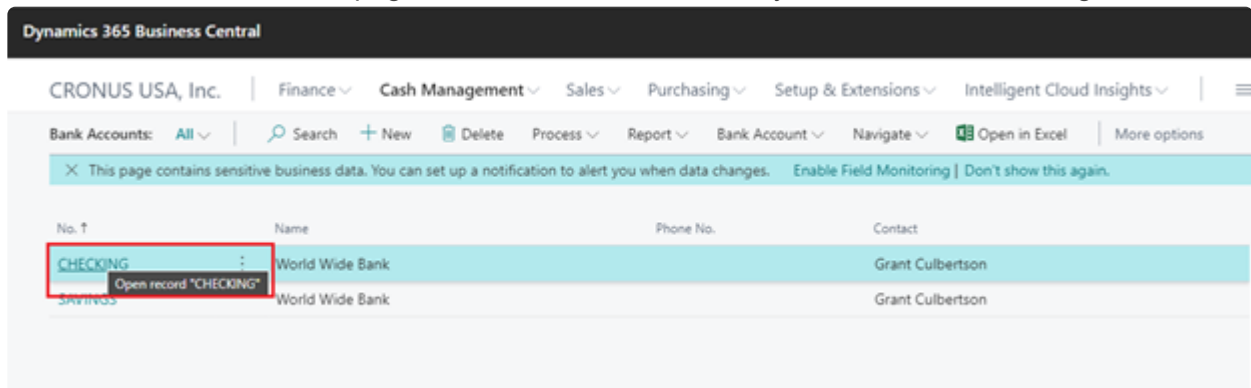 Dynamics 365 Business Central
CRONUS USA, Inc. Finance Cash Management Sales Purchasing Setup & Extensions Intelligent Cloud Insights
Bank Accounts: All Search + New Delete Process Report Bank Account Navigate Open in Excel More options
× This page contains sensitive business data. You can set up a notification to alert you when data changes. Enable Field Monitoring | Don't show this again.
No. ↑ Name Phone No. Contact
CHECKING World Wide Bank Grant Culbertson
Open record "CHECKING"
SAVINGS World Wide Bank Grant Culbertson